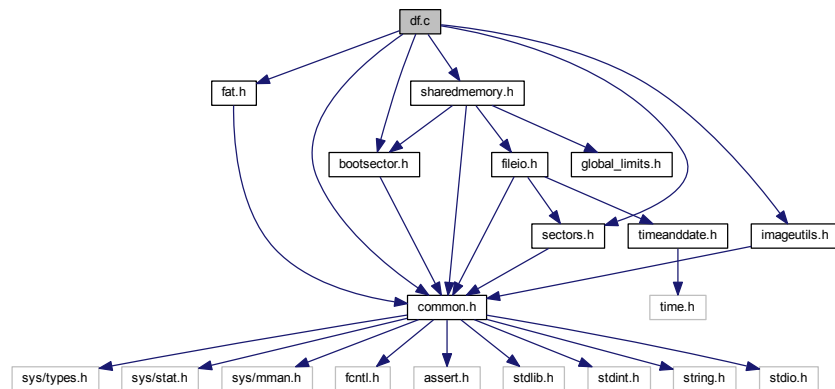 df.c
fat.h
sharedmemory.h
bootsector.h
fileio.h
global_limits.h
sectors.h
timeanddate.h
imageutils.h
common.h
time.h
sys/types.h
sys/stat.h
sys/mman.h
fcntl.h
assert.h
stdlib.h
stdint.h
string.h
stdio.h